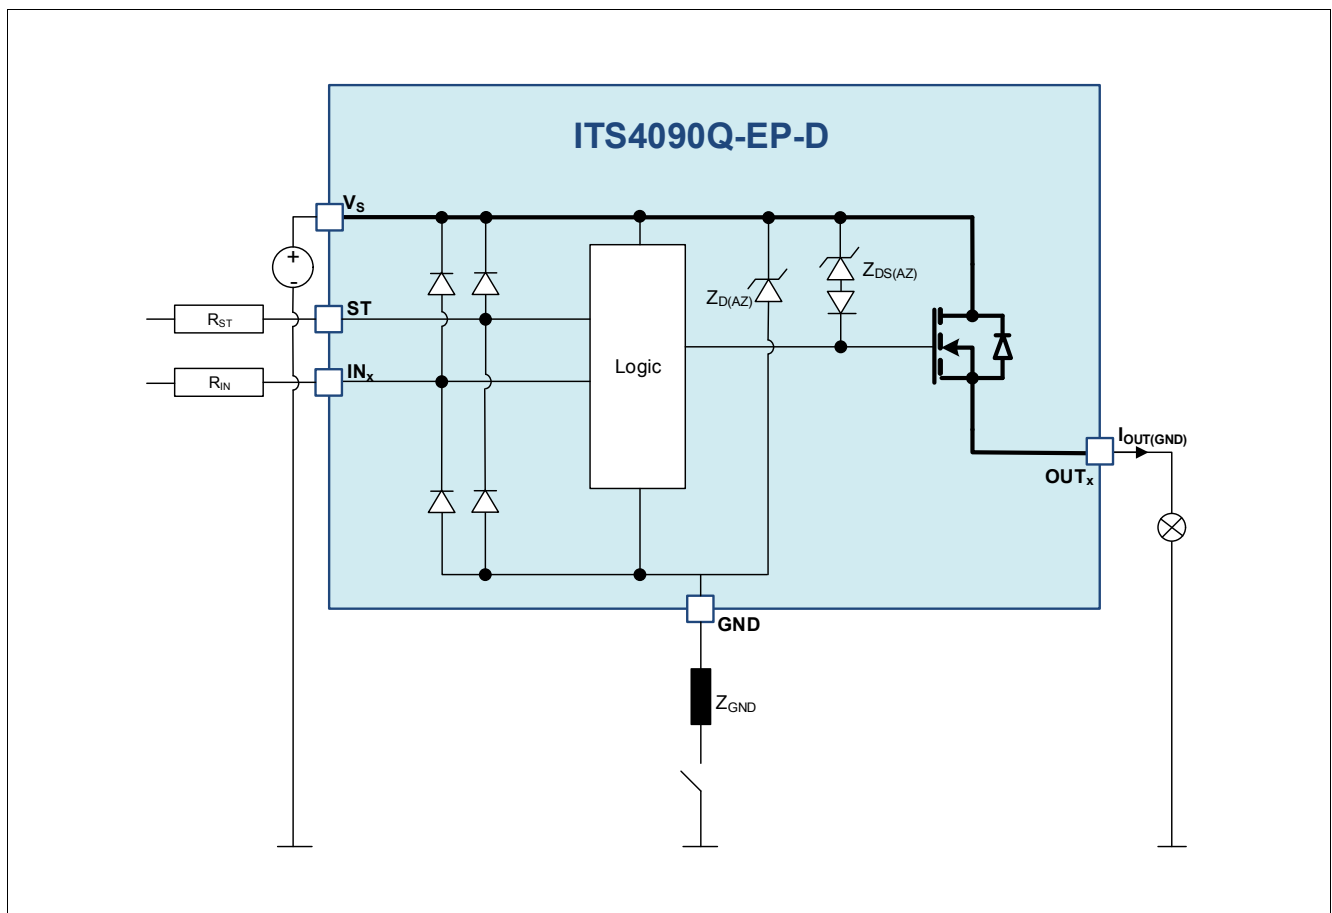 ITS4090Q-EP-D
VS
ZDS(AZ)
ZD(AZ)
ST
RST
Logic
INx
RIN
IOUT(GND)
OUTx
GND
ZGND